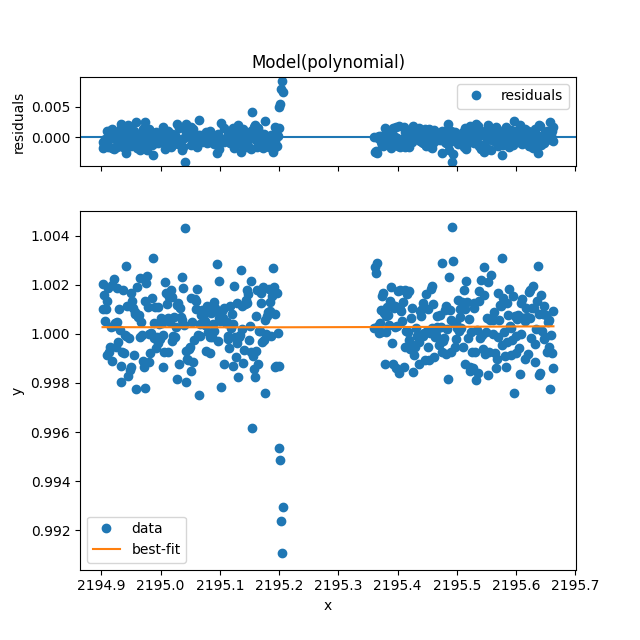 Model(polynomial)
residuals
0.005
0.000
residuals
1.004
1.002
1.000
0.998
0.996
0.994
0.992
y
data
best-fit
2194.9 2195.0 2195.1 2195.2 2195.3 2195.4 2195.5 2195.6 2195.7
x